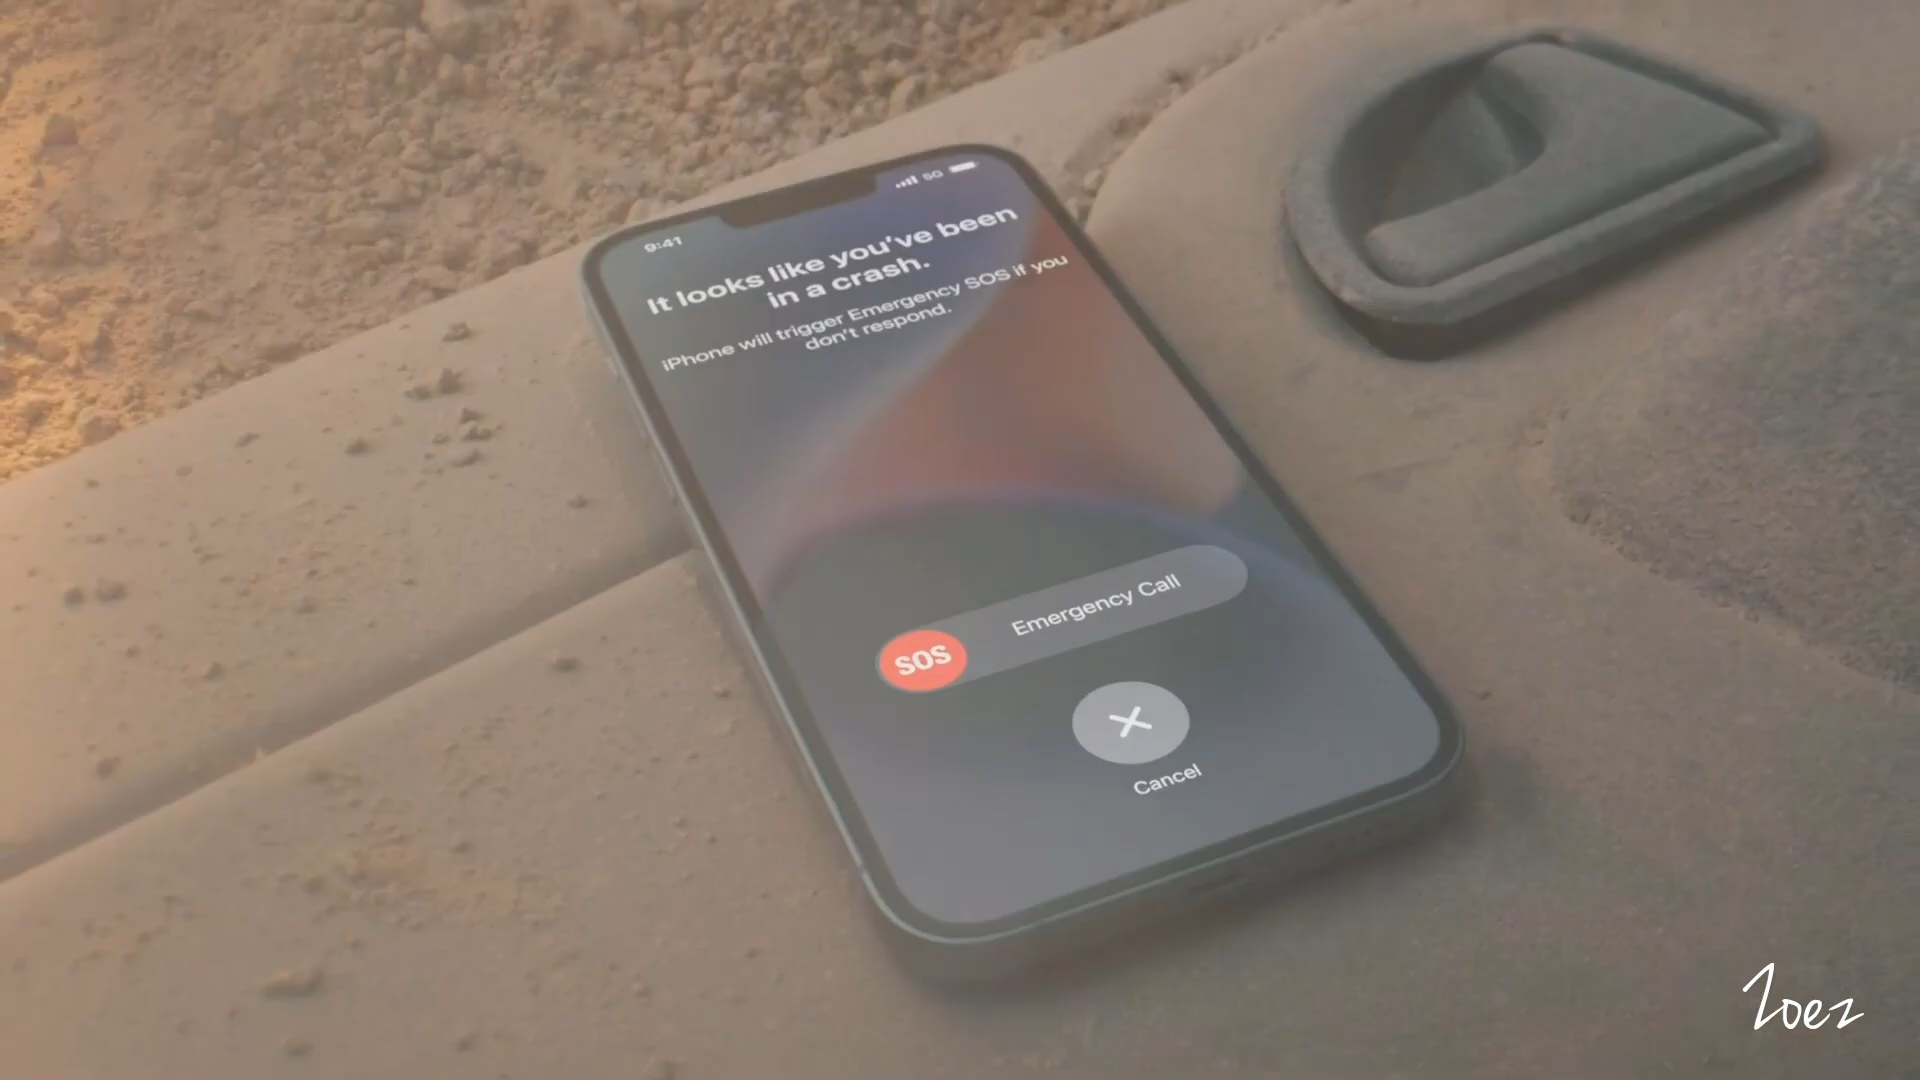 9:41
5G
It looks like you've been
in a crash.
iPhone will trigger Emergency SOS if you
don't respond.
SOS
Emergency Call
Cancel
Zoez